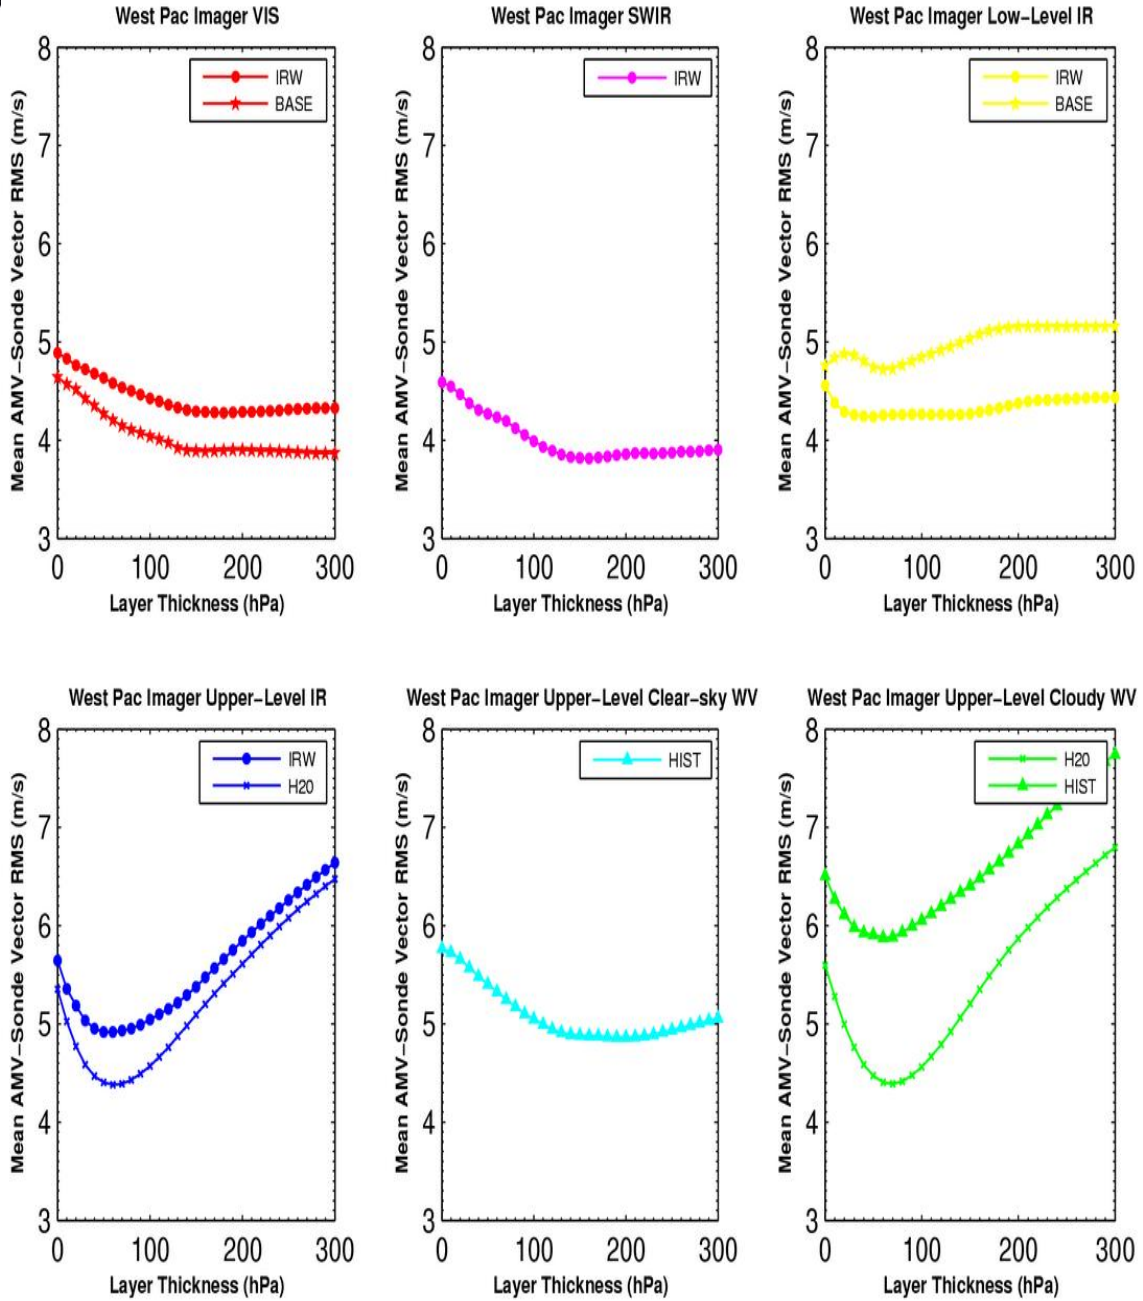 West Pac Imager VIS
Mean AMV−Sonde Vector RMS (m/s)
8
7
6
5
4
3
IRW
BASE
0 100 200 300
Layer Thickness (hPa)
West Pac Imager SWIR
Mean AMV−Sonde Vector RMS (m/s)
8
7
6
5
4
3
IRW
0 100 200 300
Layer Thickness (hPa)
West Pac Imager Low−Level IR
Mean AMV−Sonde Vector RMS (m/s)
8
7
6
5
4
3
IRW
BASE
0 100 200 300
Layer Thickness (hPa)
West Pac Imager Upper−Level IR
Mean AMV−Sonde Vector RMS (m/s)
8
7
6
5
4
3
IRW
H20
0 100 200 300
Layer Thickness (hPa)
West Pac Imager Upper−Level Clear−sky WV
Mean AMV−Sonde Vector RMS (m/s)
8
7
6
5
4
3
HIST
0 100 200 300
Layer Thickness (hPa)
West Pac Imager Upper−Level Cloudy WV
Mean AMV−Sonde Vector RMS (m/s)
8
7
6
5
4
3
H20
HIST
0 100 200 300
Layer Thickness (hPa)